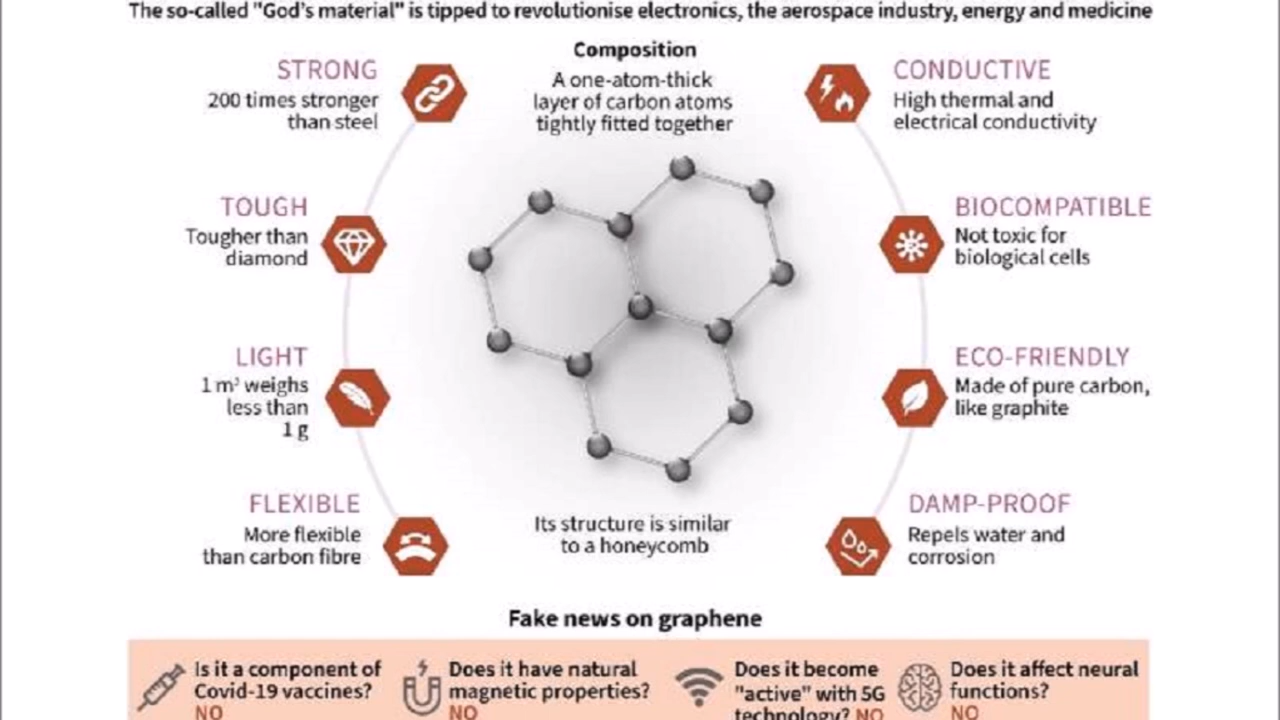 The so-called "God's material" is tipped to revolutionise electronics, the aerospace industry, energy and medicine
Composition
A one-atom-thick
layer of carbon atoms
tightly fitted together
STRONG
200 times stronger
than steel
TOUGH
Tougher than
diamond
LIGHT
1 m³ weighs
less than
1 g
FLEXIBLE
More flexible
than carbon fibre
CONDUCTIVE
High thermal and
electrical conductivity
BIOCOMPATIBLE
Not toxic for
biological cells
ECO-FRIENDLY
Made of pure carbon,
like graphite
DAMP-PROOF
Repels water and
corrosion
Its structure is similar
to a honeycomb
Fake news on graphene
Is it a component of
Covid-19 vaccines?
NO
Does it have natural
magnetic properties?
NO
Does it become
"active" with 5G
technology? NO
Does it affect neural
functions?
NO